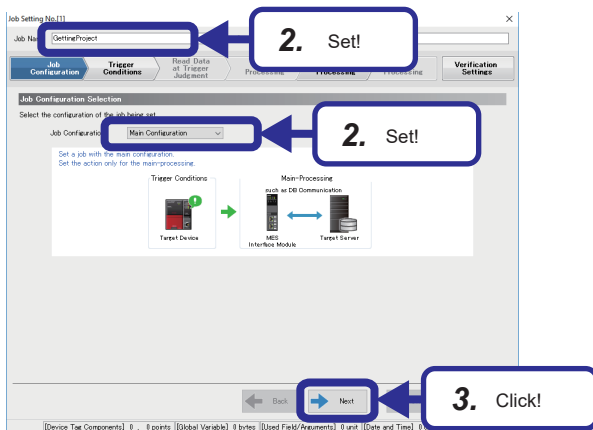 Job Setting No.[1]
Job Na
GettingProject
2. Set!
Job Configuration
Trigger Conditions
Read Data at Trigger Judgment
Processing
Processing
Processing
Verification Settings
Job Configuration Selection
Select the configuration of the job being set.
Job Configuration
Main Configuration
2. Set!
Set a job with the main configuration.
Set the action only for the main-processing.
Trigger Conditions
Main-Processing
such as DB Communication
Target Device
MES Interface Module
Target Server
Back
Next
3. Click!
[Device Tag Components] 0 , 0 points [Global Variable] 0 bytes [Used Field/Arguments] 0 unit [Date and Time] 0